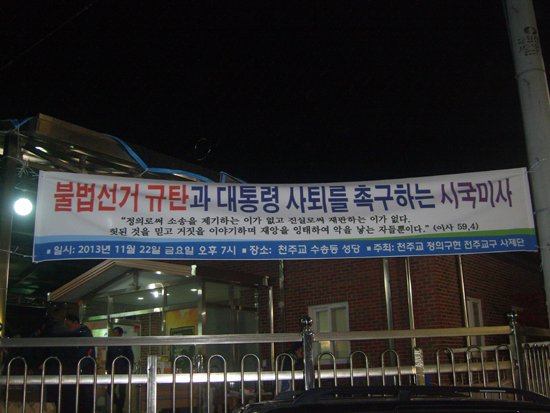 불법선거 규탄과 대통령 사퇴를 촉구하는 시국미사
“정의로써 소송을 제기하는 이가 없고 진실로써 재판하는 이가 없다.
헛된 것을 믿고 거짓을 이야기하며 재앙을 잉태하여 악을 낳는 자들뿐이다.” (이사 59,4)
■ 일시: 2013년 11월 22일 금요일 오후 7시 ■ 장소: 천주교 수송동 성당 ■ 주최: 천주교 정의구현 전주교구 사제단